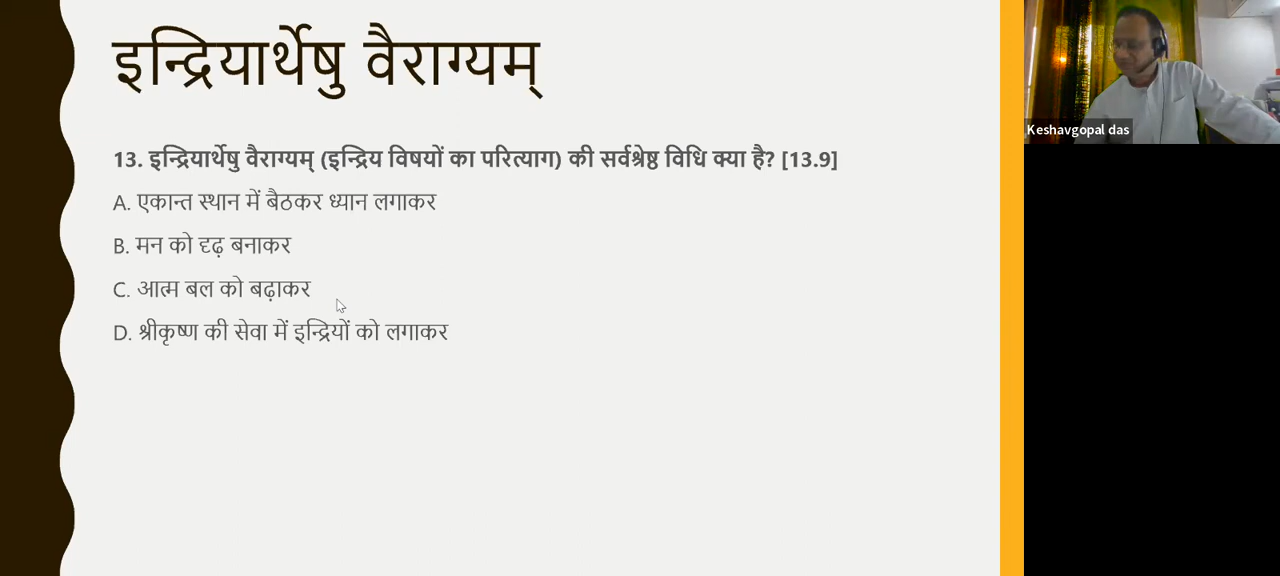 इन्द्रियार्थेषु वैराग्यम्
13. इन्द्रियार्थेषु वैराग्यम् (इन्द्रिय विषयों का परित्याग) की सर्वश्रेष्ठ विधि क्या है? [13.9]
A. एकान्त स्थान में बैठकर ध्यान लगाकर
B. मन को दृढ़ बनाकर
C. आत्म बल को बढ़ाकर
D. श्रीकृष्ण की सेवा में इन्द्रियों को लगाकर
Keshavgopal das